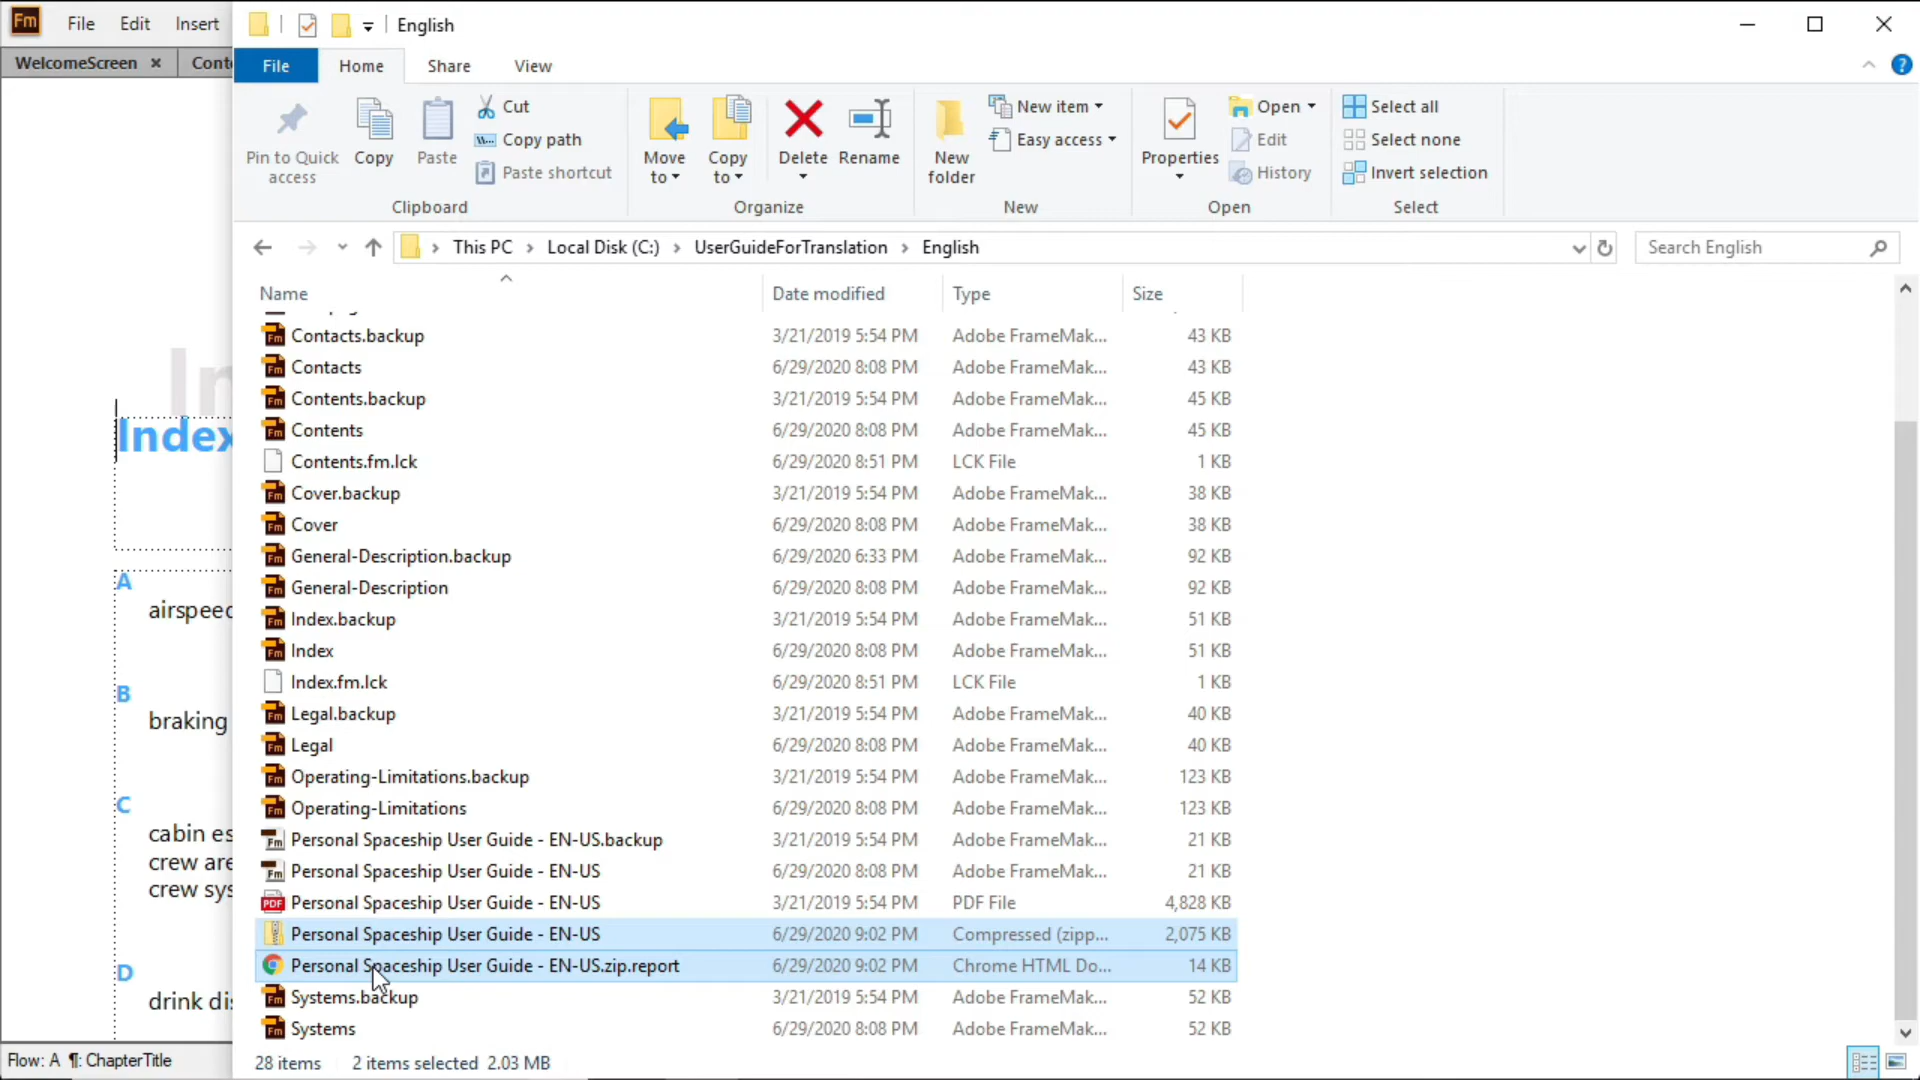 Fm File Edit Insert
English
WelcomeScreen × Conte
File Home Share View
Pin to Quick access
Copy
Paste
Cut
Copy path
Paste shortcut
Clipboard
Move to
Copy to
Delete
Rename
Organize
New folder
New item
Easy access
New
Properties
Open
Edit
History
Open
Select all
Select none
Invert selection
Select
This PC > Local Disk (C:) > UserGuideForTranslation > English
Search English
Name Date modified Type Size
Contacts.backup 3/21/2019 5:54 PM Adobe FrameMak... 43 KB
Contacts 6/29/2020 8:08 PM Adobe FrameMak... 43 KB
Contents.backup 3/21/2019 5:54 PM Adobe FrameMak... 45 KB
Contents 6/29/2020 8:08 PM Adobe FrameMak... 45 KB
Contents.fm.lck 6/29/2020 8:51 PM LCK File 1 KB
Cover.backup 3/21/2019 5:54 PM Adobe FrameMak... 38 KB
Cover 6/29/2020 8:08 PM Adobe FrameMak... 38 KB
General-Description.backup 6/29/2020 6:33 PM Adobe FrameMak... 92 KB
General-Description 6/29/2020 8:08 PM Adobe FrameMak... 92 KB
Index.backup 3/21/2019 5:54 PM Adobe FrameMak... 51 KB
Index 6/29/2020 8:08 PM Adobe FrameMak... 51 KB
Index.fm.lck 6/29/2020 8:51 PM LCK File 1 KB
Legal.backup 3/21/2019 5:54 PM Adobe FrameMak... 40 KB
Legal 6/29/2020 8:08 PM Adobe FrameMak... 40 KB
Operating-Limitations.backup 3/21/2019 5:54 PM Adobe FrameMak... 123 KB
Operating-Limitations 6/29/2020 8:08 PM Adobe FrameMak... 123 KB
Personal Spaceship User Guide - EN-US.backup 3/21/2019 5:54 PM Adobe FrameMak... 21 KB
Personal Spaceship User Guide - EN-US 6/29/2020 8:08 PM Adobe FrameMak... 21 KB
Personal Spaceship User Guide - EN-US 3/21/2019 5:54 PM PDF File 4,828 KB
Personal Spaceship User Guide - EN-US 6/29/2020 9:02 PM Compressed (zipp... 2,075 KB
Personal Spaceship User Guide - EN-US.zip.report 6/29/2020 9:02 PM Chrome HTML Do... 14 KB
Systems.backup 3/21/2019 5:54 PM Adobe FrameMak... 52 KB
Systems 6/29/2020 8:08 PM Adobe FrameMak... 52 KB
28 items 2 items selected 2.03 MB
In
Index
A
airspeed
B
braking
C
cabin es
crew are
crew sys
D
drink dis
Flow: A ¶: ChapterTitle